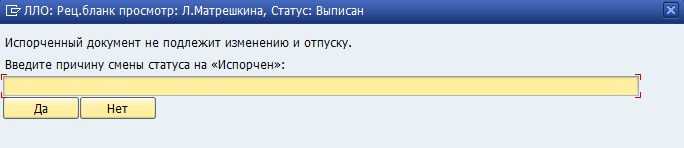 ЛЛО: Рец.бланк просмотр: Л.Матрешкина, Статус: Выписан
Испорченный документ не подлежит изменению и отпуску.
Введите причину смены статуса на «Испорчен»:
Да Нет